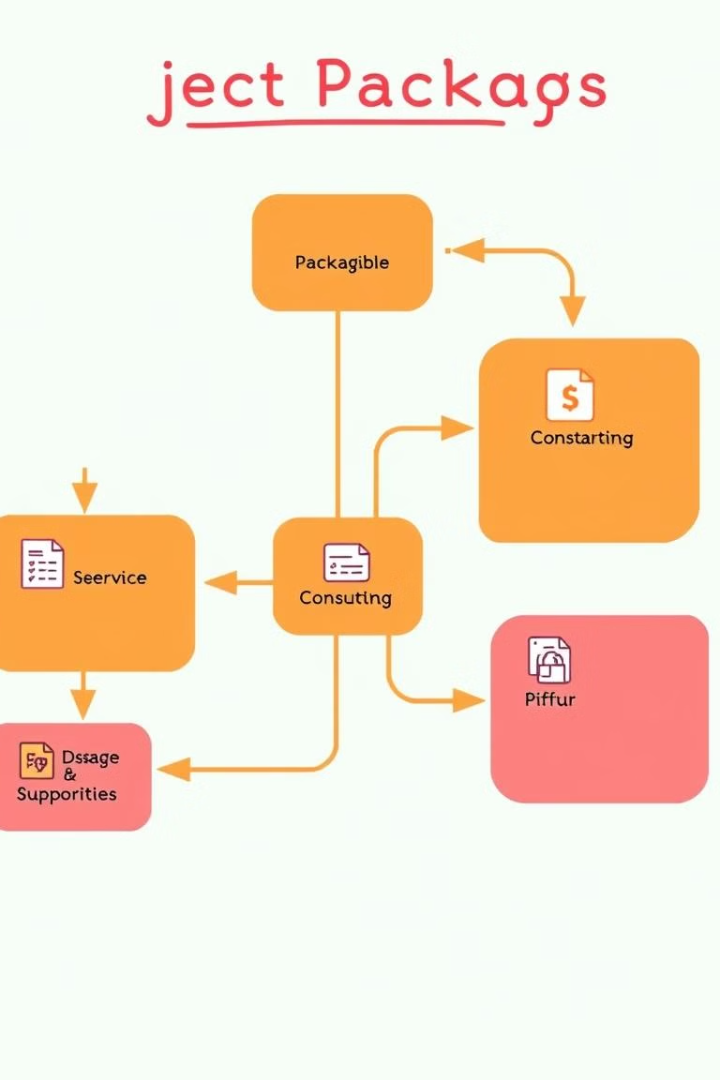 ject Packags
Packagible
$
Constarting
Seervice
Consuting
Piffur
Dssage
&
Supporities